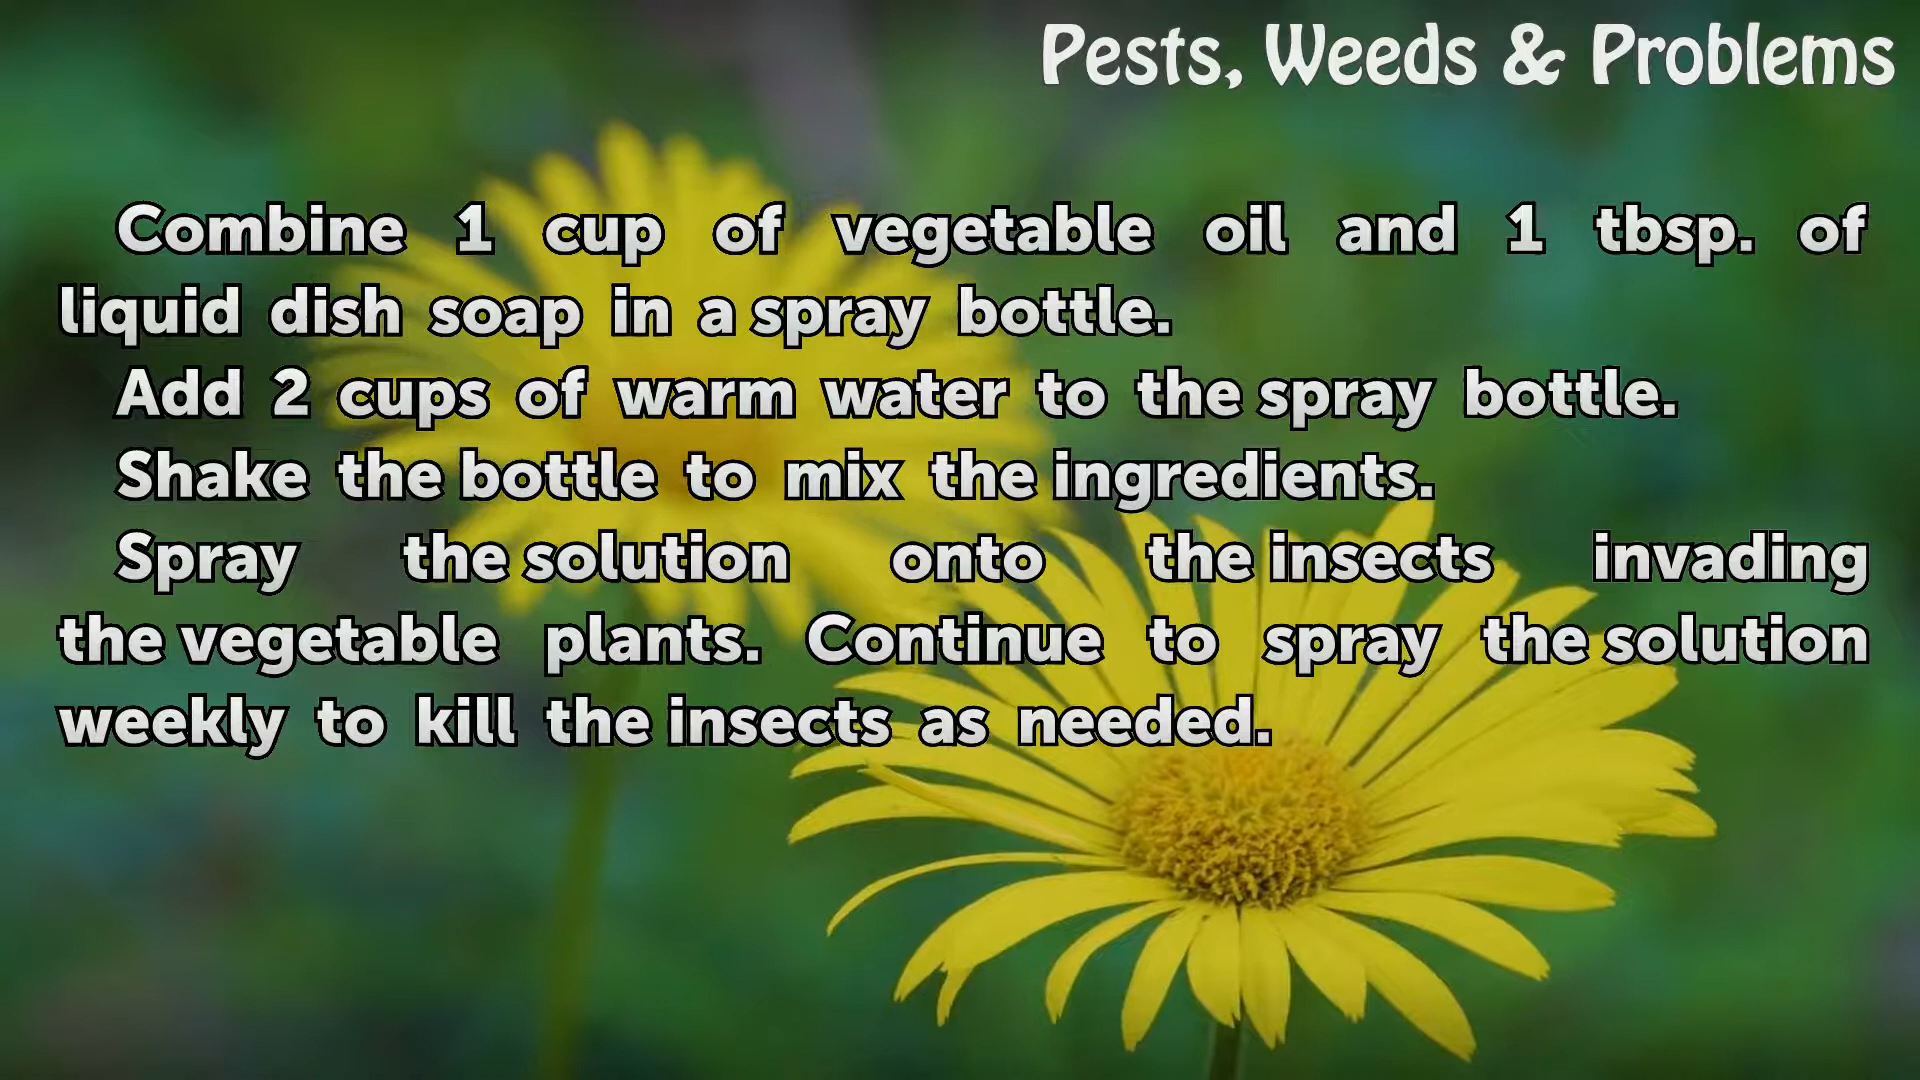 Pests, Weeds & Problems
Combine 1 cup of vegetable oil and 1 tbsp. of
liquid dish soap in a spray bottle.
Add 2 cups of warm water to the spray bottle.
Shake the bottle to mix the ingredients.
Spray the solution onto the insects invading
the vegetable plants. Continue to spray the solution
weekly to kill the insects as needed.